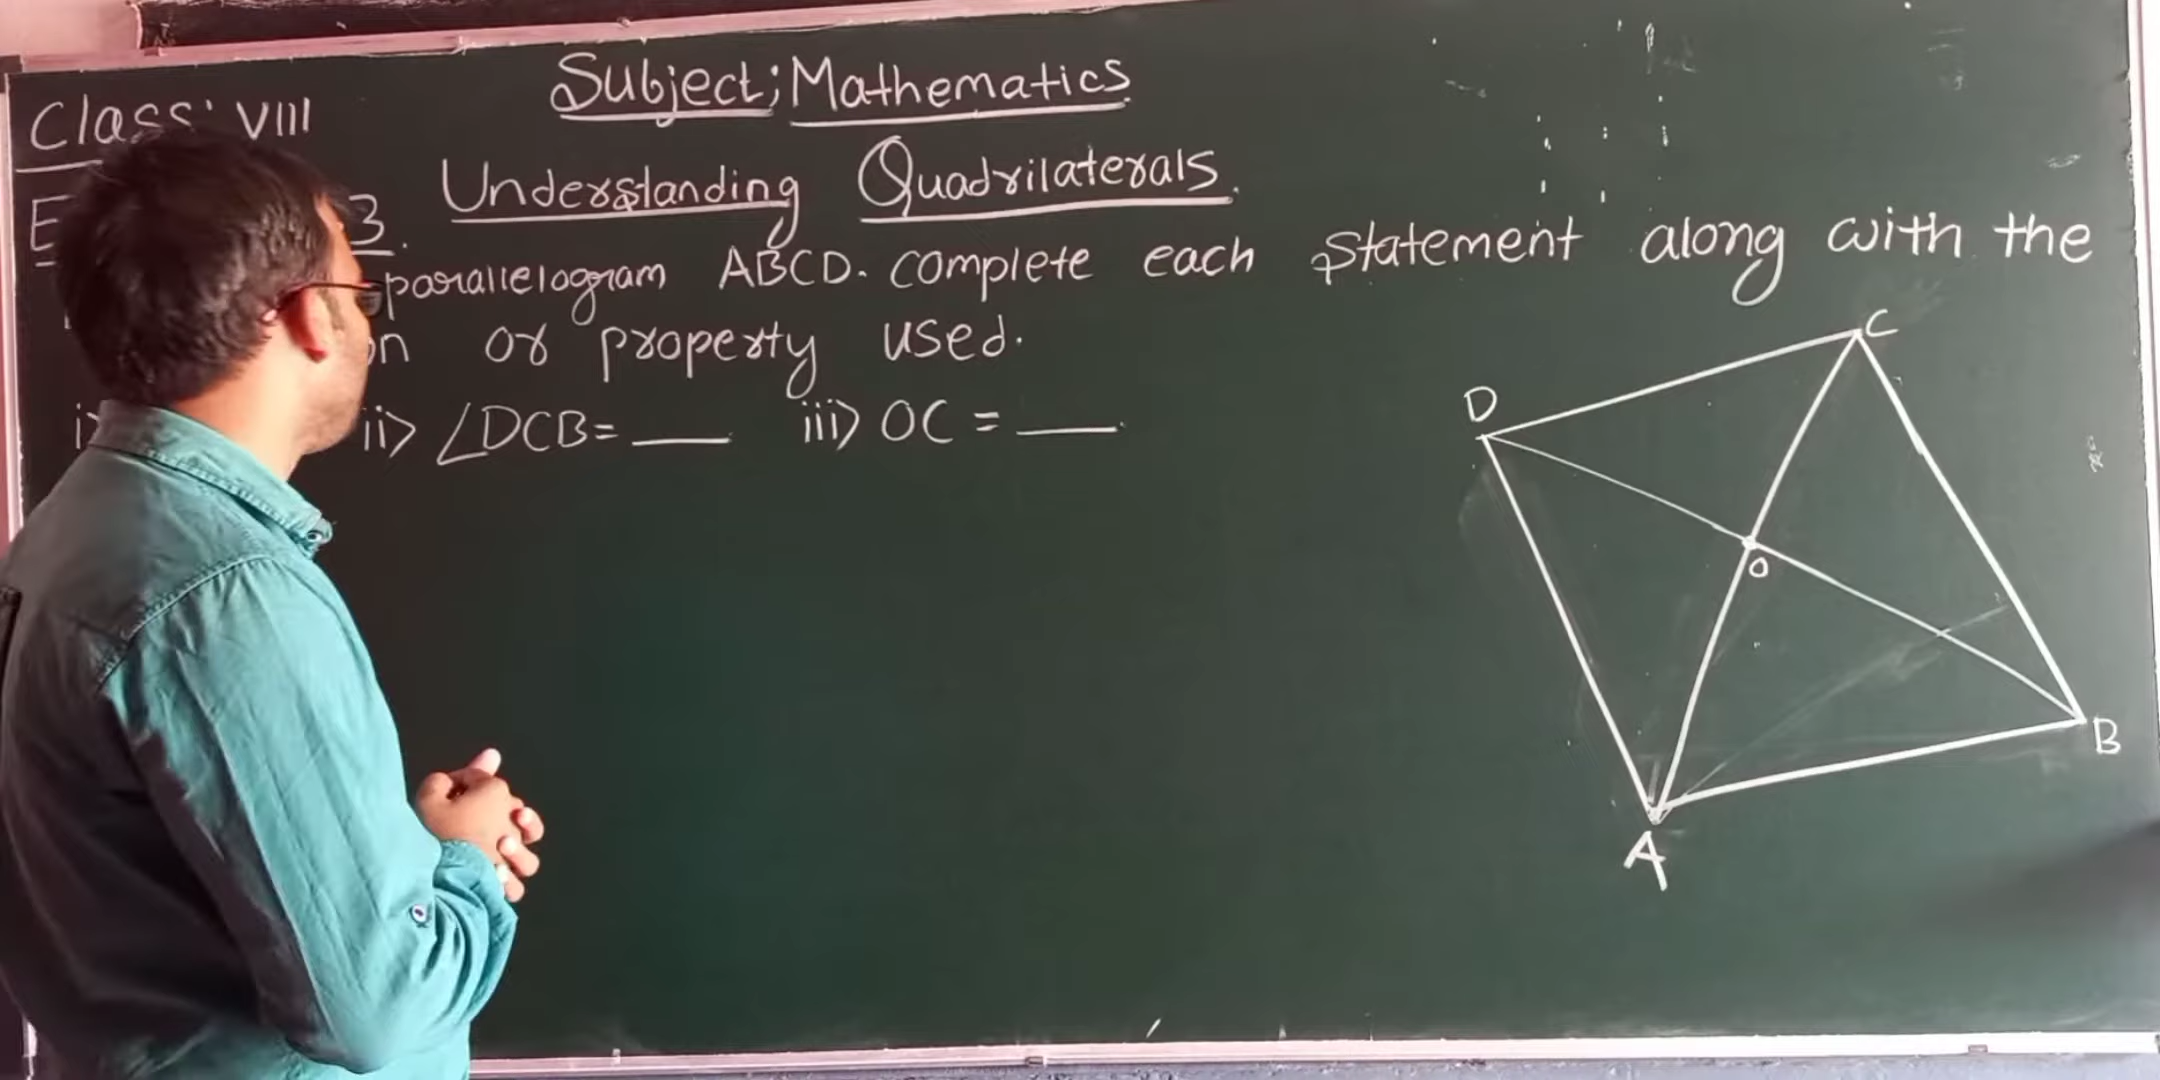 Subject; Mathematics
Class: VIII
3. Understanding Quadrilaterals.
parallelogram ABCD. complete each statement along with the
or property used.
i> ii> ∠DCB= ___ iii> OC = ___.
C
D
O
B
A